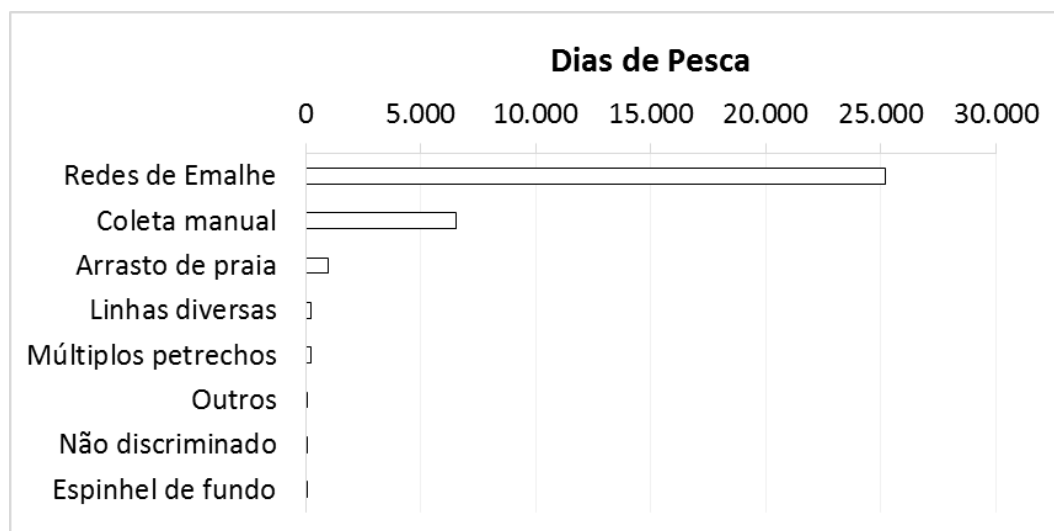 Dias de Pesca
0 5.000 10.000 15.000 20.000 25.000 30.000
Redes de Emalhe
Coleta manual
Arrasto de praia
Linhas diversas
Múltiplos petrechos
Outros
Não discriminado
Espinhel de fundo